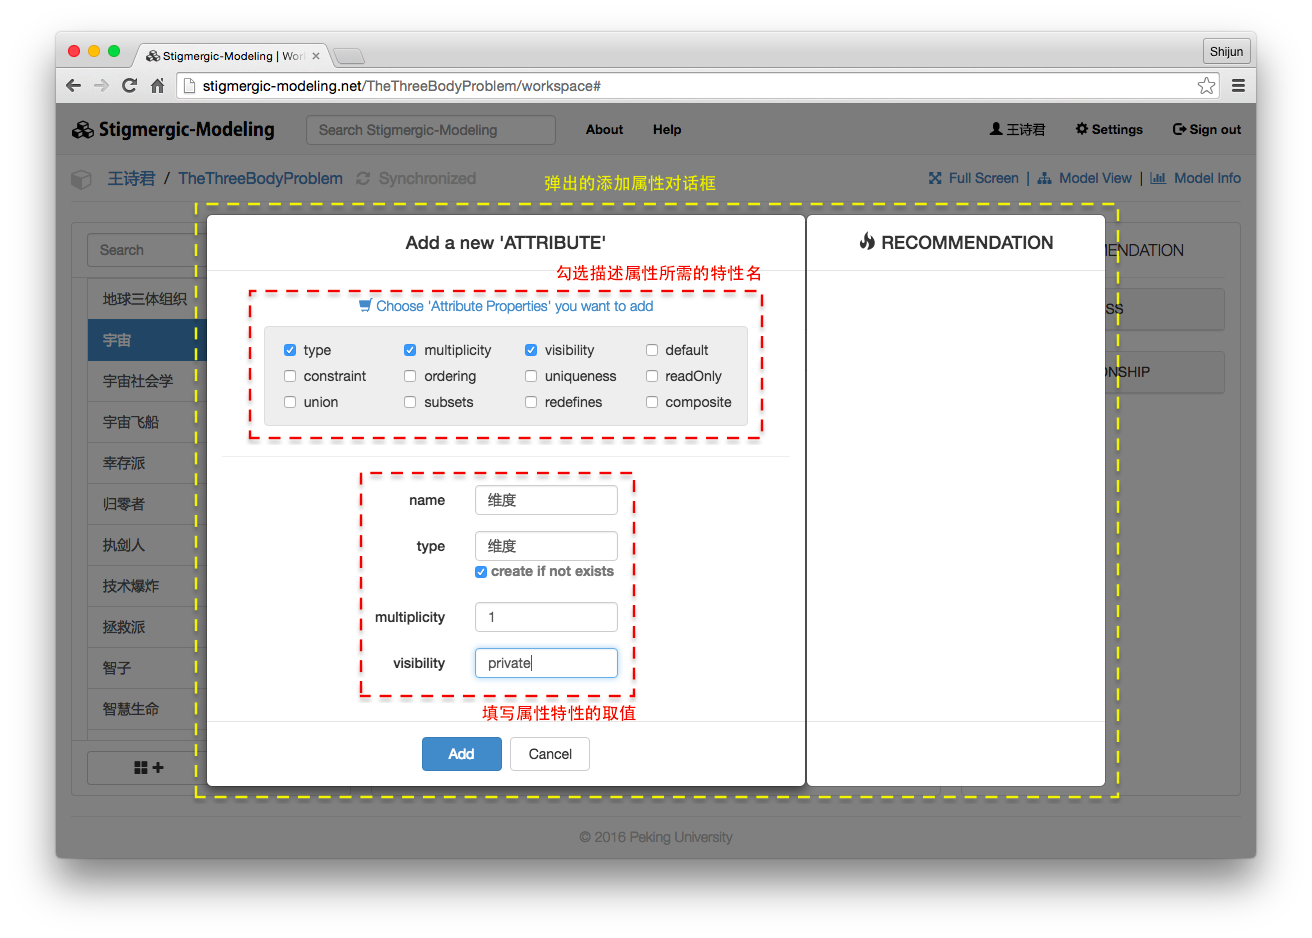 Stigmergic-Modeling | Wor
Shijun
stigmergic-modeling.net/TheThreeBodyProblem/workspace#
Stigmergic-Modeling
Search Stigmergic-Modeling
About
Help
王诗君
Settings
Sign out
王诗君 / TheThreeBodyProblem
Synchronized
弹出的添加属性对话框
Full Screen | Model View | Model Info
Search
地球三体组织
宇宙
宇宙社会学
宇宙飞船
幸存派
归零者
执剑人
技术爆炸
拯救派
智子
智慧生命
Add a new 'ATTRIBUTE'
勾选描述属性所需的特性名
Choose 'Attribute Properties' you want to add
type multiplicity visibility default
constraint ordering uniqueness readOnly
union subsets redefines composite
name 维度
type 维度
create if not exists
multiplicity 1
visibility private
填写属性特性的取值
Add Cancel
RECOMMENDATION
ENDATION
SS
ONSHIP
© 2016 Peking University